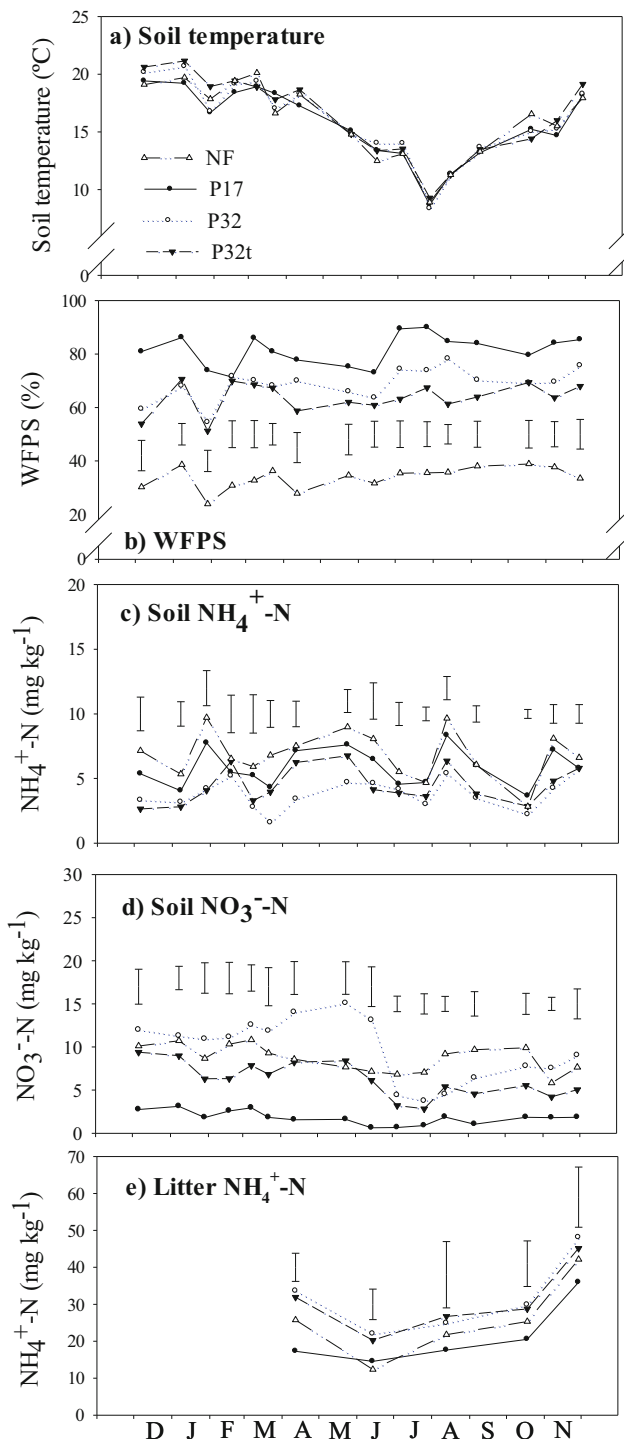 a) Soil temperature
Soil temperature (ºC)
25
20
15
10
0
NF
P17
P32
P32t
WFPS (%)
100
80
60
40
20
0
b) WFPS
c) Soil NH4+-N
NH4+-N (mg kg-1)
20
15
10
5
0
d) Soil NO3--N
NO3--N (mg kg-1)
30
25
20
15
10
5
0
e) Litter NH4+-N
NH4+-N (mg kg-1)
70
60
50
40
30
20
10
0
D J F M A M J J A S O N